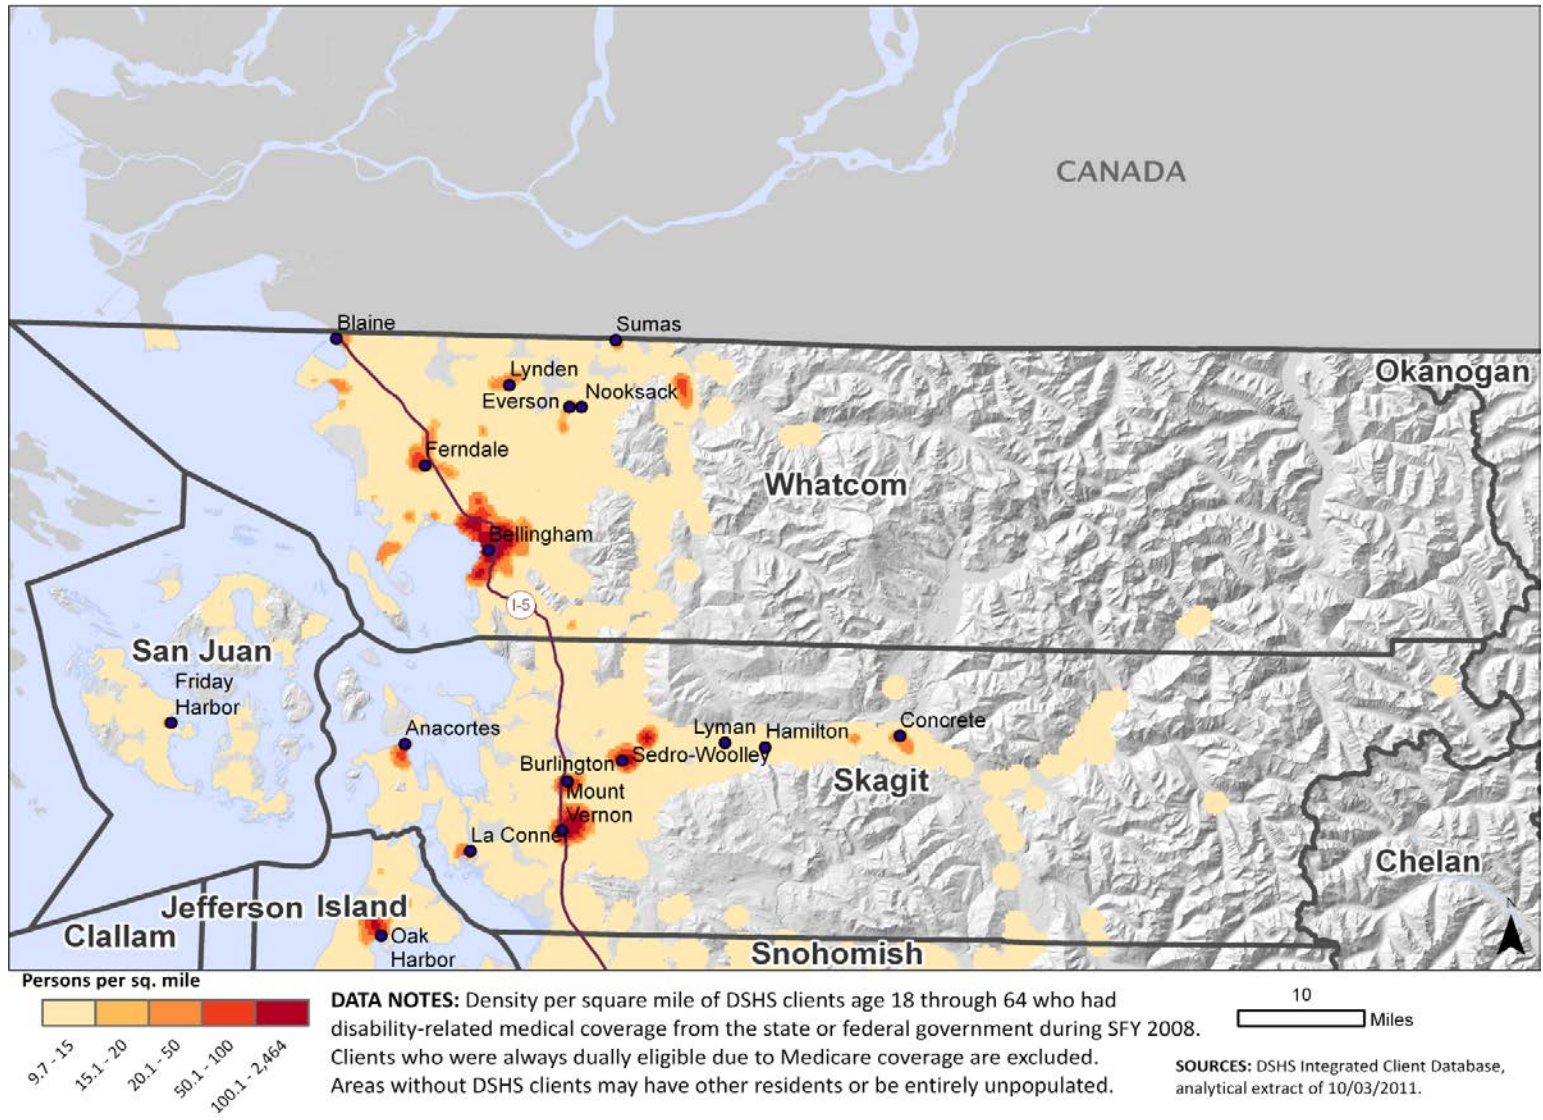 CANADA
Blaine
Sumas
Lynden
Okanogan
Everson
Nooksack
Ferndale
Whatcom
Bellingham
I-5
San Juan
Friday
Harbor
Anacortes
Lyman
Hamilton
Concrete
Burlington
Sedro-Woolley
Skagit
Mount
Vernon
La Conner
Chelan
Jefferson
Island
Clallam
Oak
Harbor
Snohomish
N
Persons per sq. mile
9.7 - 15
15.1 - 20
20.1 - 50
50.1 - 100
100.1 - 2,464
DATA NOTES: Density per square mile of DSHS clients age 18 through 64 who had
disability-related medical coverage from the state or federal government during SFY 2008.
Clients who were always dually eligible due to Medicare coverage are excluded.
Areas without DSHS clients may have other residents or be entirely unpopulated.
10
Miles
SOURCES: DSHS Integrated Client Database,
analytical extract of 10/03/2011.